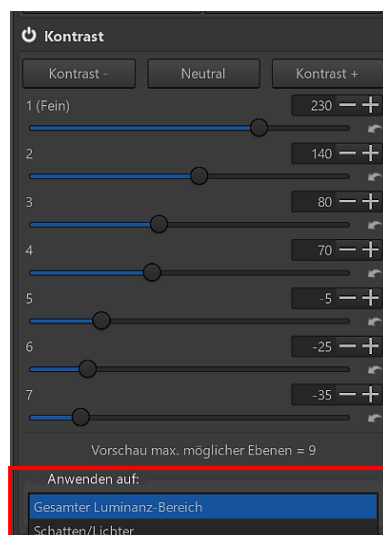 Kontrast
Kontrast - Neutral Kontrast +
1 (Fein) 230
2 140
3 80
4 70
5 -5
6 -25
7 -35
Vorschau max. möglicher Ebenen = 9
Anwenden auf:
Gesamter Luminanz-Bereich
Schatten/Lichter